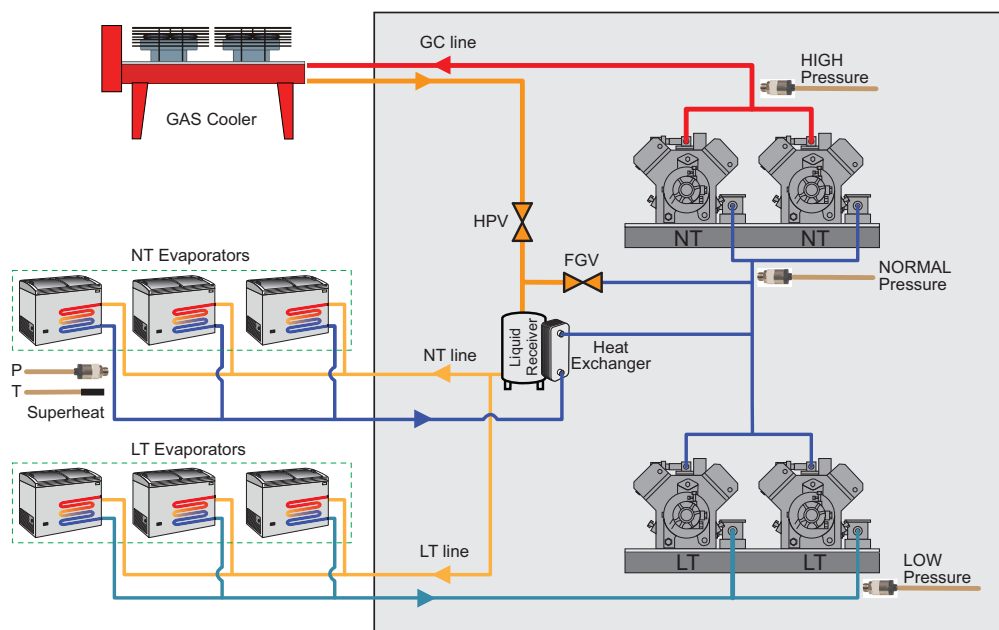 GC line
HIGH
Pressure
GAS Cooler
HPV
NT NT
NT Evaporators
FGV
NORMAL
Pressure
Liquid
Receiver
Heat
Exchanger
NT line
P
T
Superheat
LT Evaporators
LT line
LT LT
LOW
Pressure